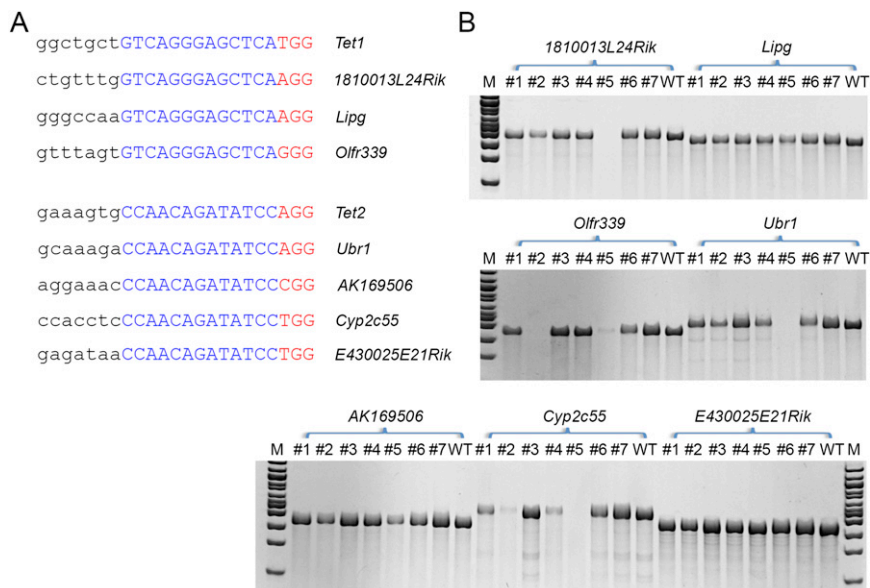 A
ggctgctGTCAGGGAGCTCATGG Tet1
ctgtttgGTCAGGGAGCTCAAGG 1810013L24Rik
gggccaaGTCAGGGAGCTCAAGG Lipg
gtttagtGTCAGGGAGCTCAGGG Olfr339
gaaagtgCCAACAGATATCCAGG Tet2
gcaaagaCCAACAGATATCCAGG Ubr1
aggaaacCCAACAGATATCCCGG AK169506
ccacctcCCAACAGATATCCTGG Cyp2c55
gagataaCCAACAGATATCCTGG E430025E21Rik
B
1810013L24Rik Lipg
M #1 #2 #3 #4 #5 #6 #7 WT #1 #2 #3 #4 #5 #6 #7 WT
Olfr339 Ubr1
M #1 #2 #3 #4 #5 #6 #7 WT #1 #2 #3 #4 #5 #6 #7 WT
AK169506 Cyp2c55 E430025E21Rik
M #1 #2 #3 #4 #5 #6 #7 WT #1 #2 #3 #4 #5 #6 #7 WT #1 #2 #3 #4 #5 #6 #7 WT M